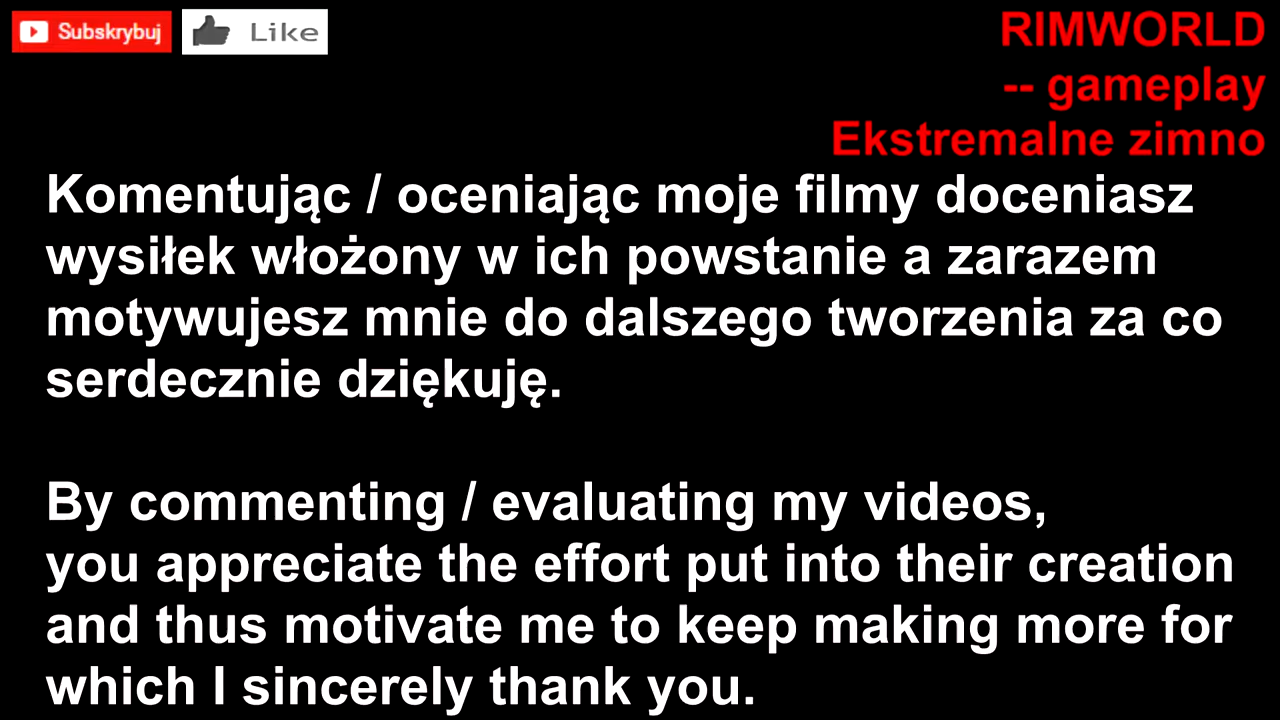 Subskrybuj
Like
RIMWORLD
-- gameplay
Ekstremalne zimno
Komentując / oceniając moje filmy doceniasz
wysiłek włożony w ich powstanie a zarazem
motywujesz mnie do dalszego tworzenia za co
serdecznie dziękuję.
By commenting / evaluating my videos,
you appreciate the effort put into their creation
and thus motivate me to keep making more for
which I sincerely thank you.